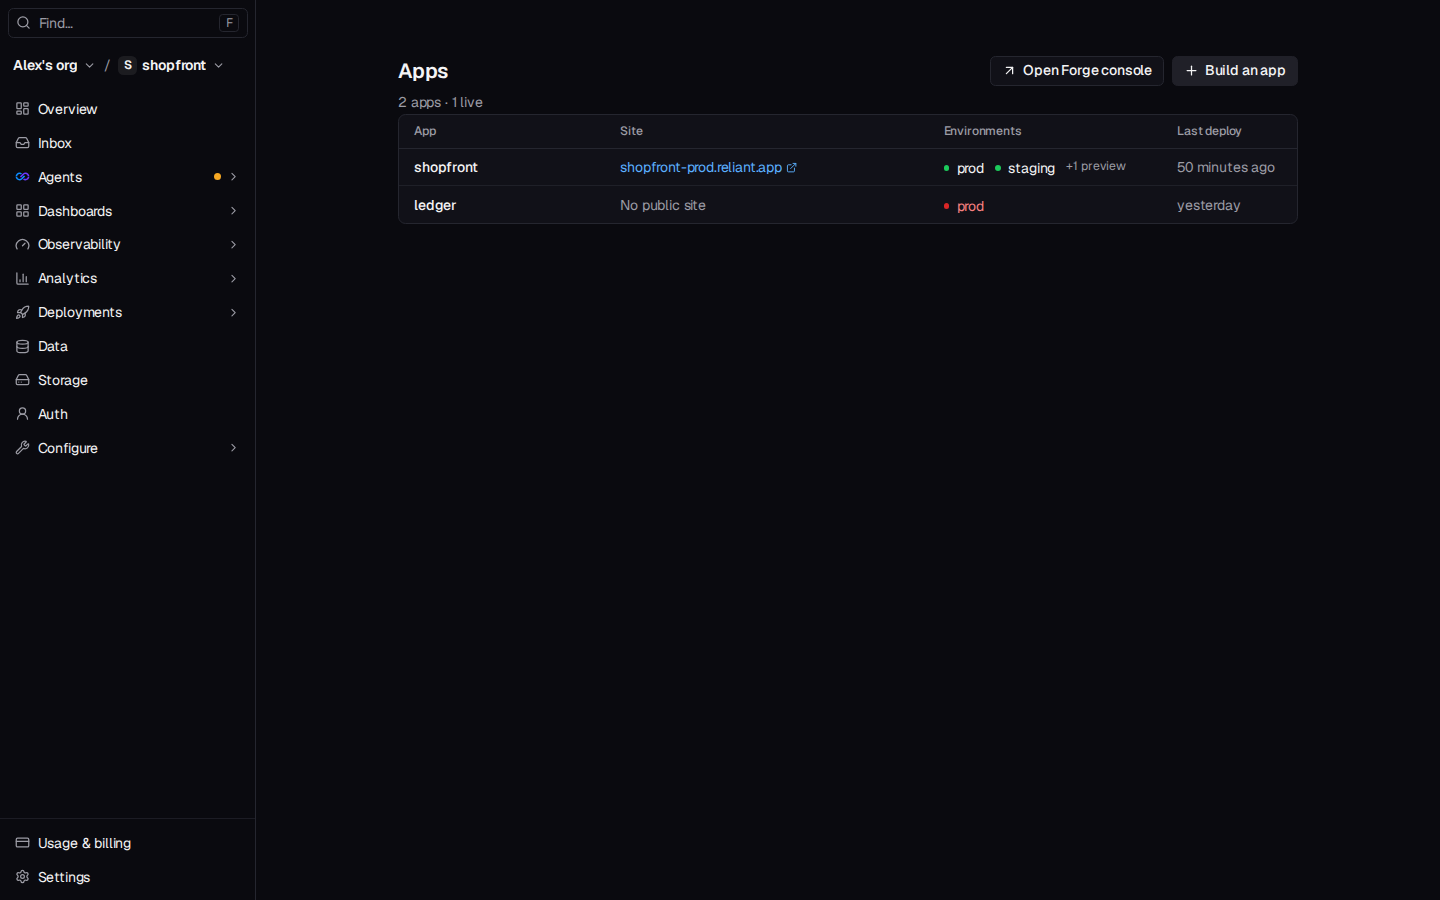 Find... F
Alex's org / S shopfront
Overview
Inbox
Agents
Dashboards
Observability
Analytics
Deployments
Data
Storage
Auth
Configure
Usage & billing
Settings
Apps
Open Forge console
Build an app
2 apps · 1 live
App Site Environments Last deploy
shopfront shopfront-prod.reliant.app prod staging +1 preview 50 minutes ago
ledger No public site prod yesterday